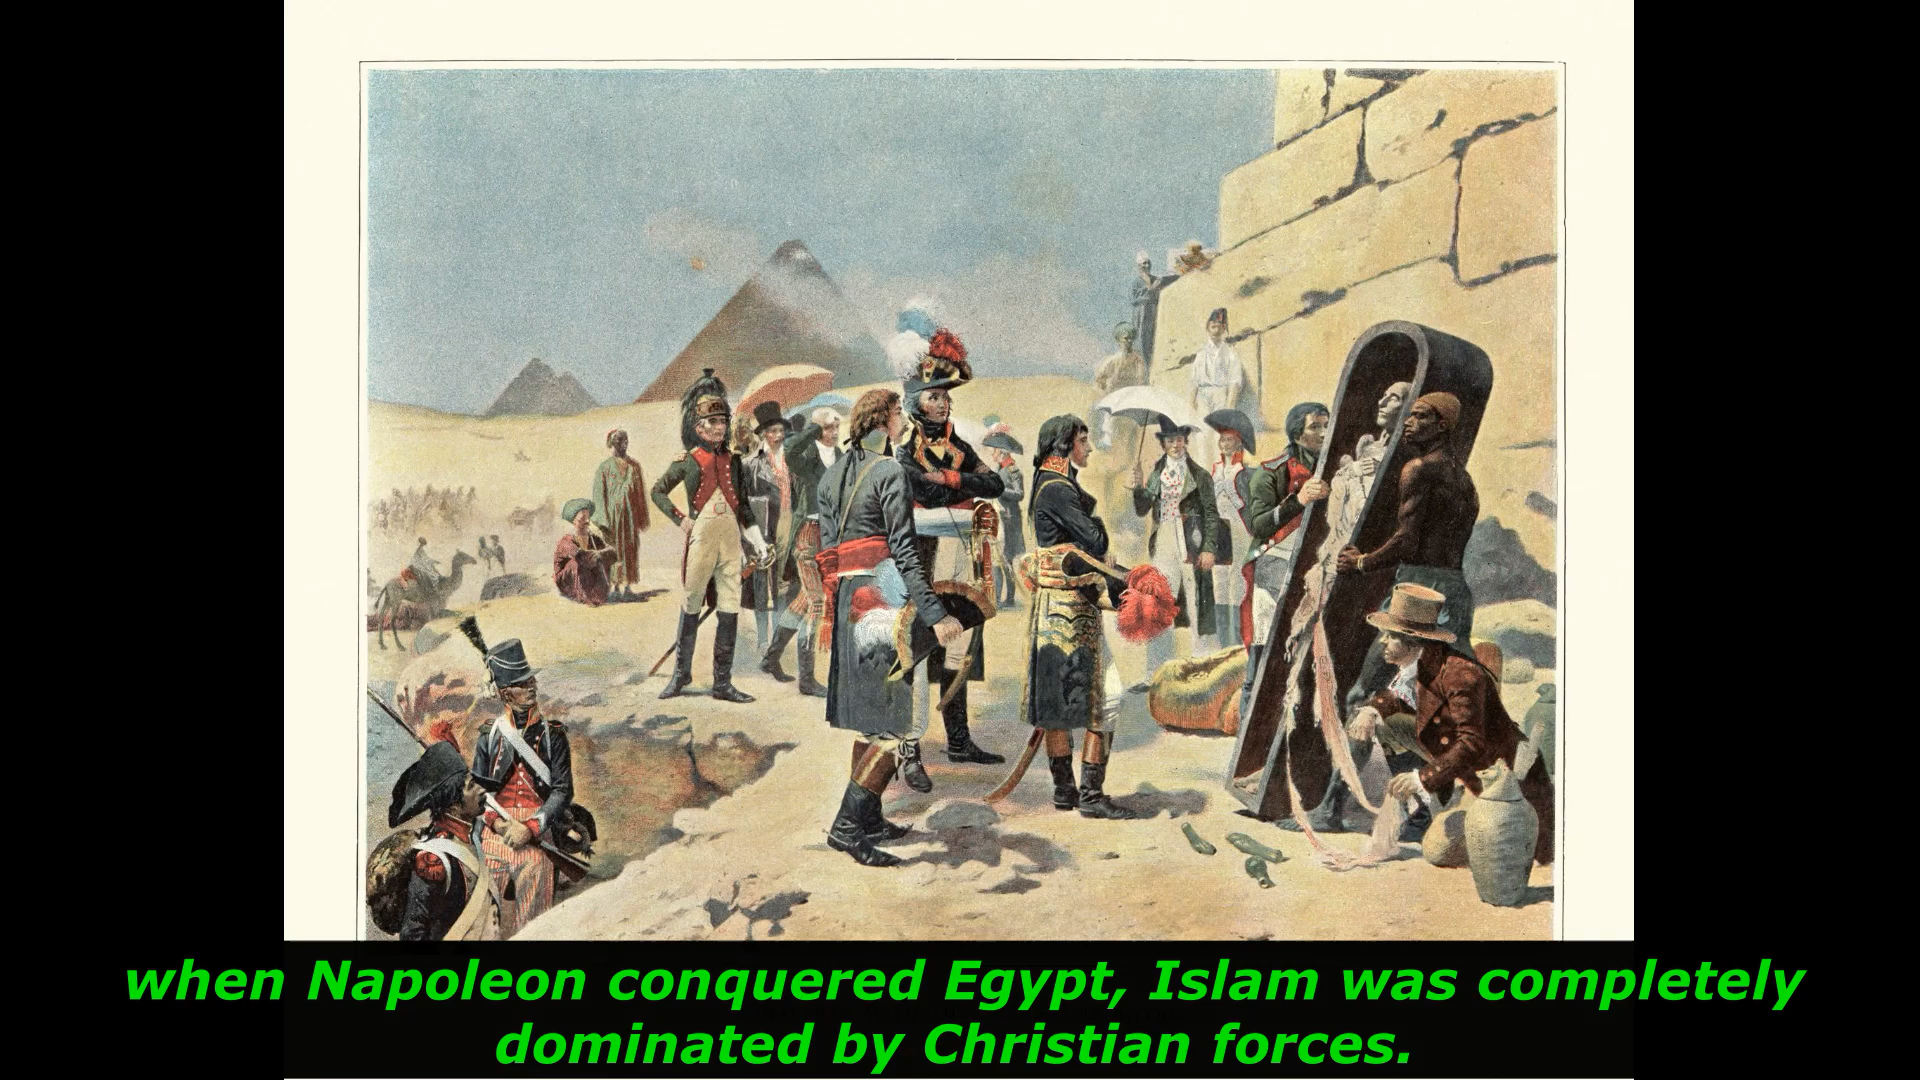 when Napoleon conquered Egypt, Islam was completely
dominated by Christian forces.